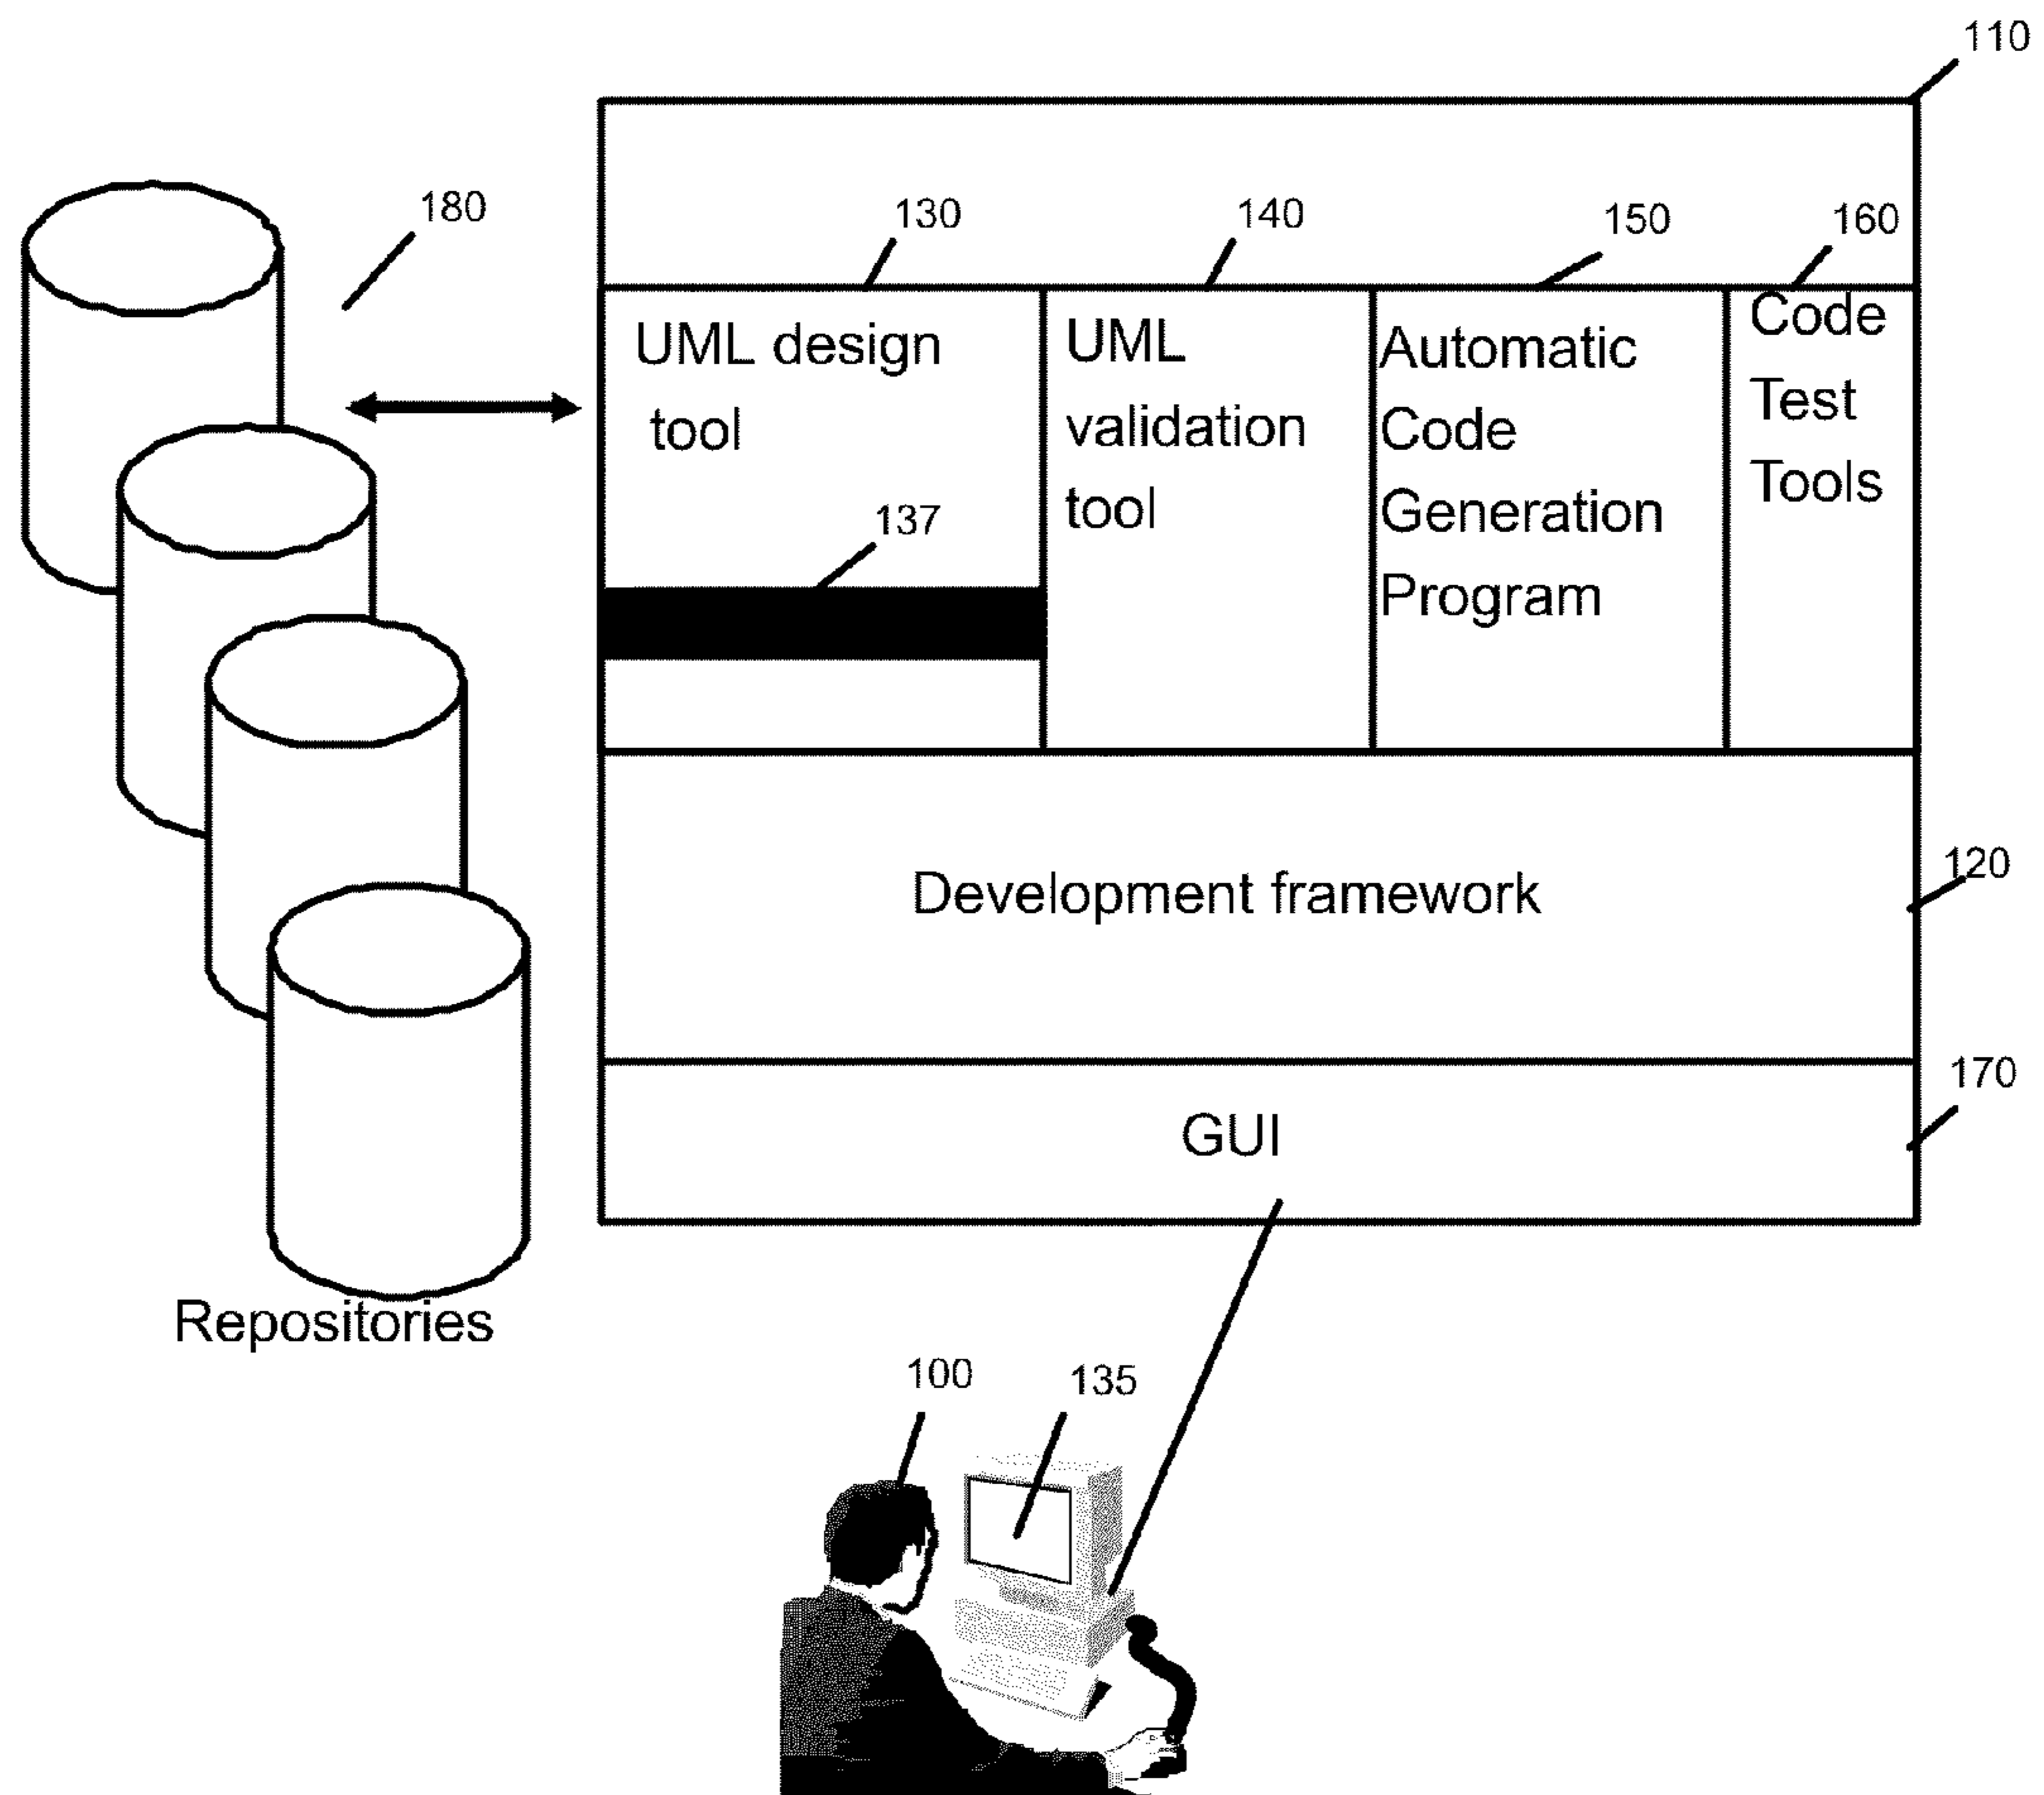 110
180
130
140
150
160
UML design
tool
UML
validation
tool
Automatic
Code
Generation
Program
Code
Test
Tools
137
Development framework
120
GUI
170
Repositories
100
135